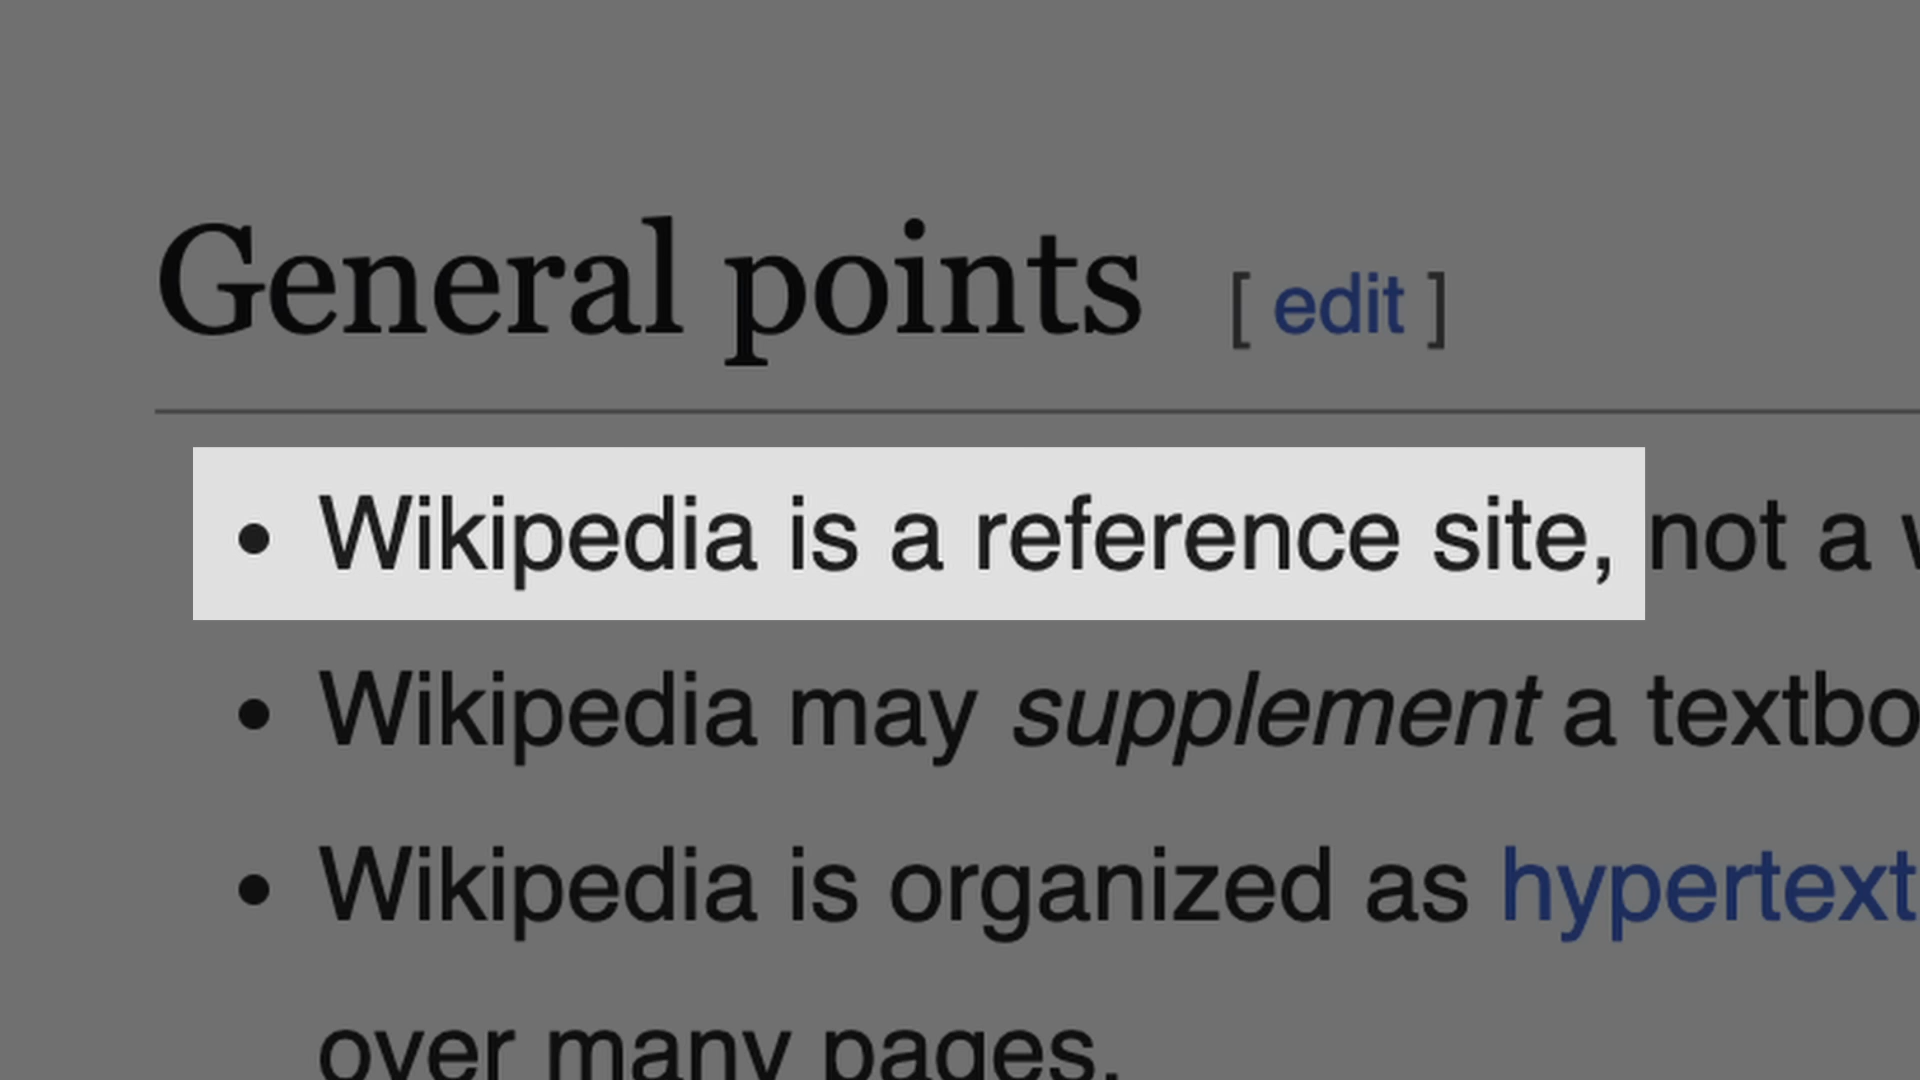 General points [ edit ]
• Wikipedia is a reference site, not a
• Wikipedia may supplement a
• Wikipedia is organized as hypertext
over many pages.